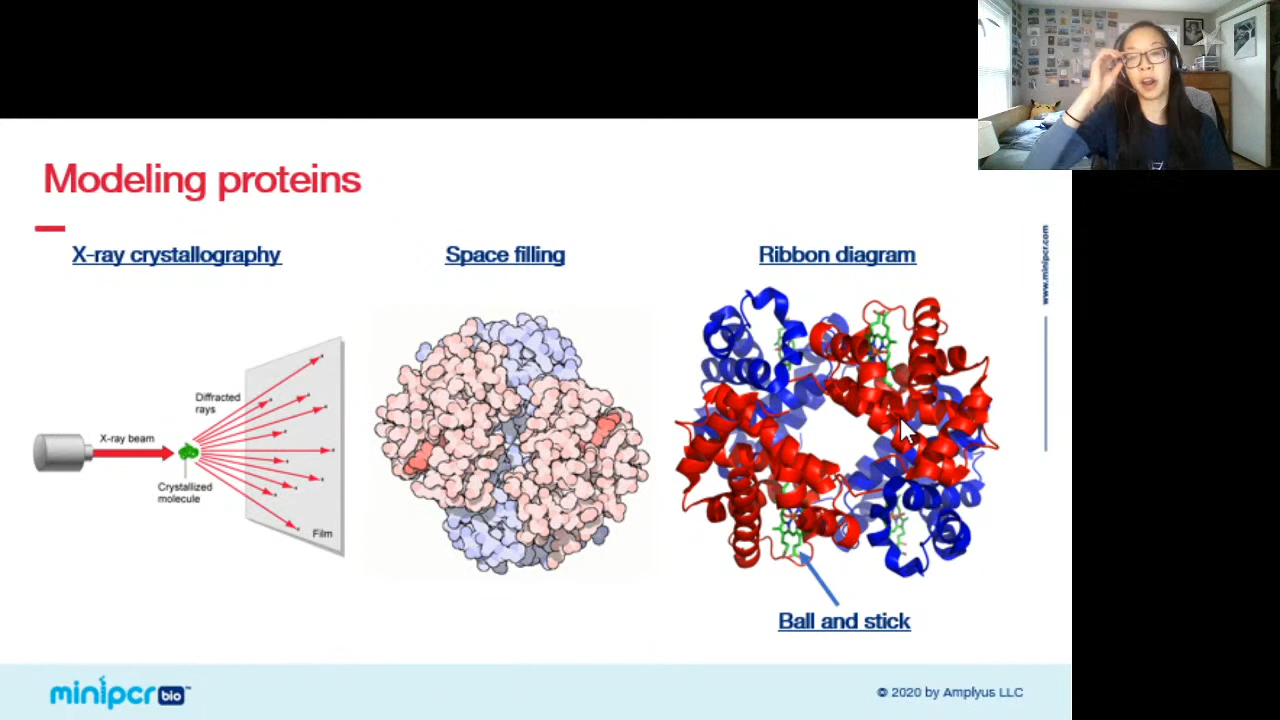 Modeling proteins
X-ray crystallography
Space filling
Ribbon diagram
www.minipcr.com
Diffracted
rays
X-ray beam
Crystallized
molecule
Film
Ball and stick
minipcr bio™
© 2020 by Amplyus LLC